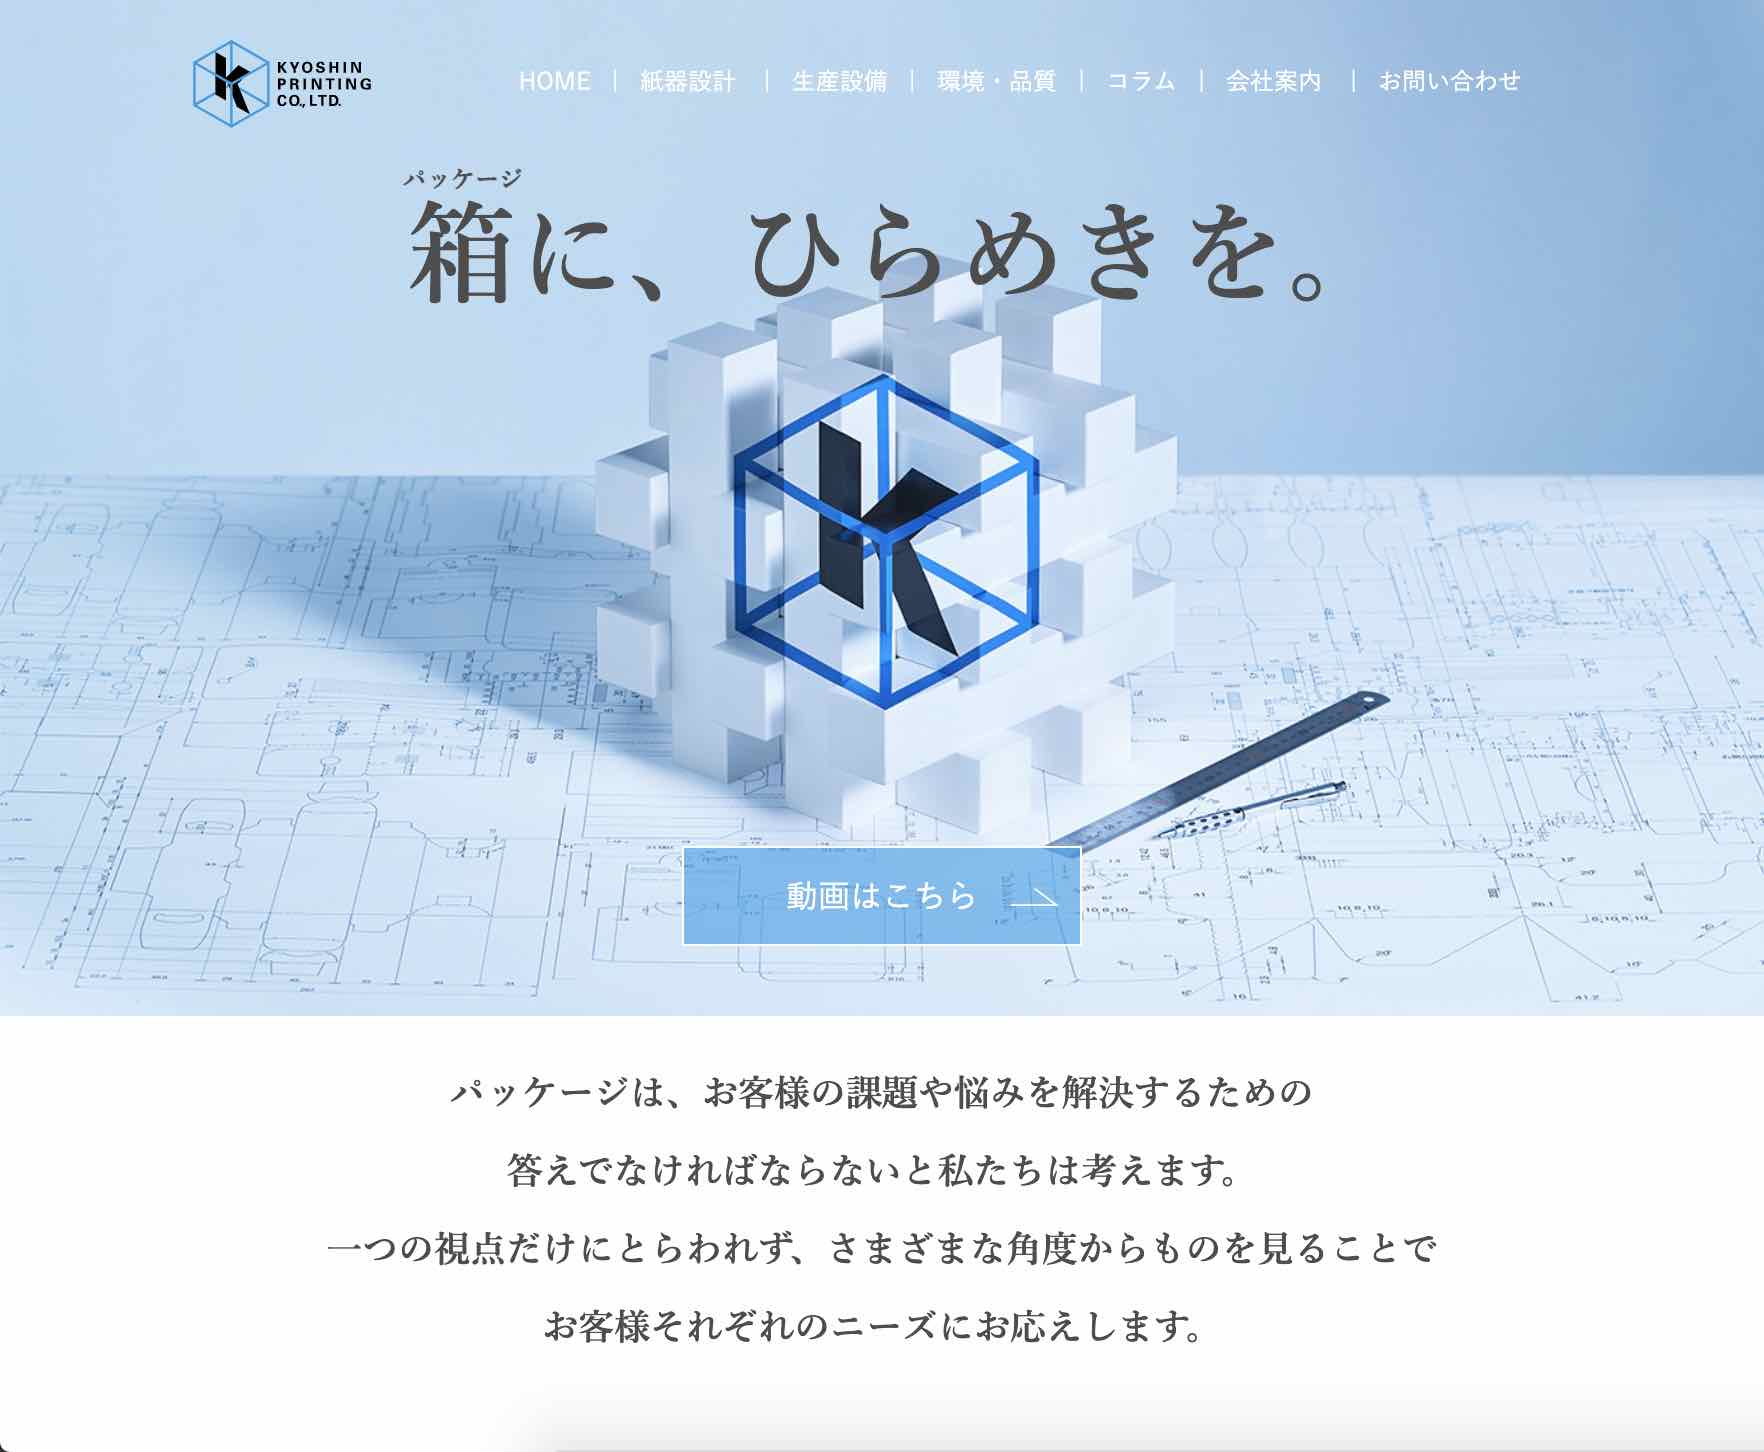 KYOSHIN
PRINTING
CO.,LTD.
HOME | 紙器設計 | 生産設備 | 環境・品質 | コラム | 会社案内 | お問い合わせ
パッケージ
箱に、ひらめきを。
k
動画はこちら
パッケージは、お客様の課題や悩みを解決するための
答えでなければならないと私たちは考えます。
一つの視点だけにとらわれず、さまざまな角度からものを見ることで
お客様それぞれのニーズにお応えします。